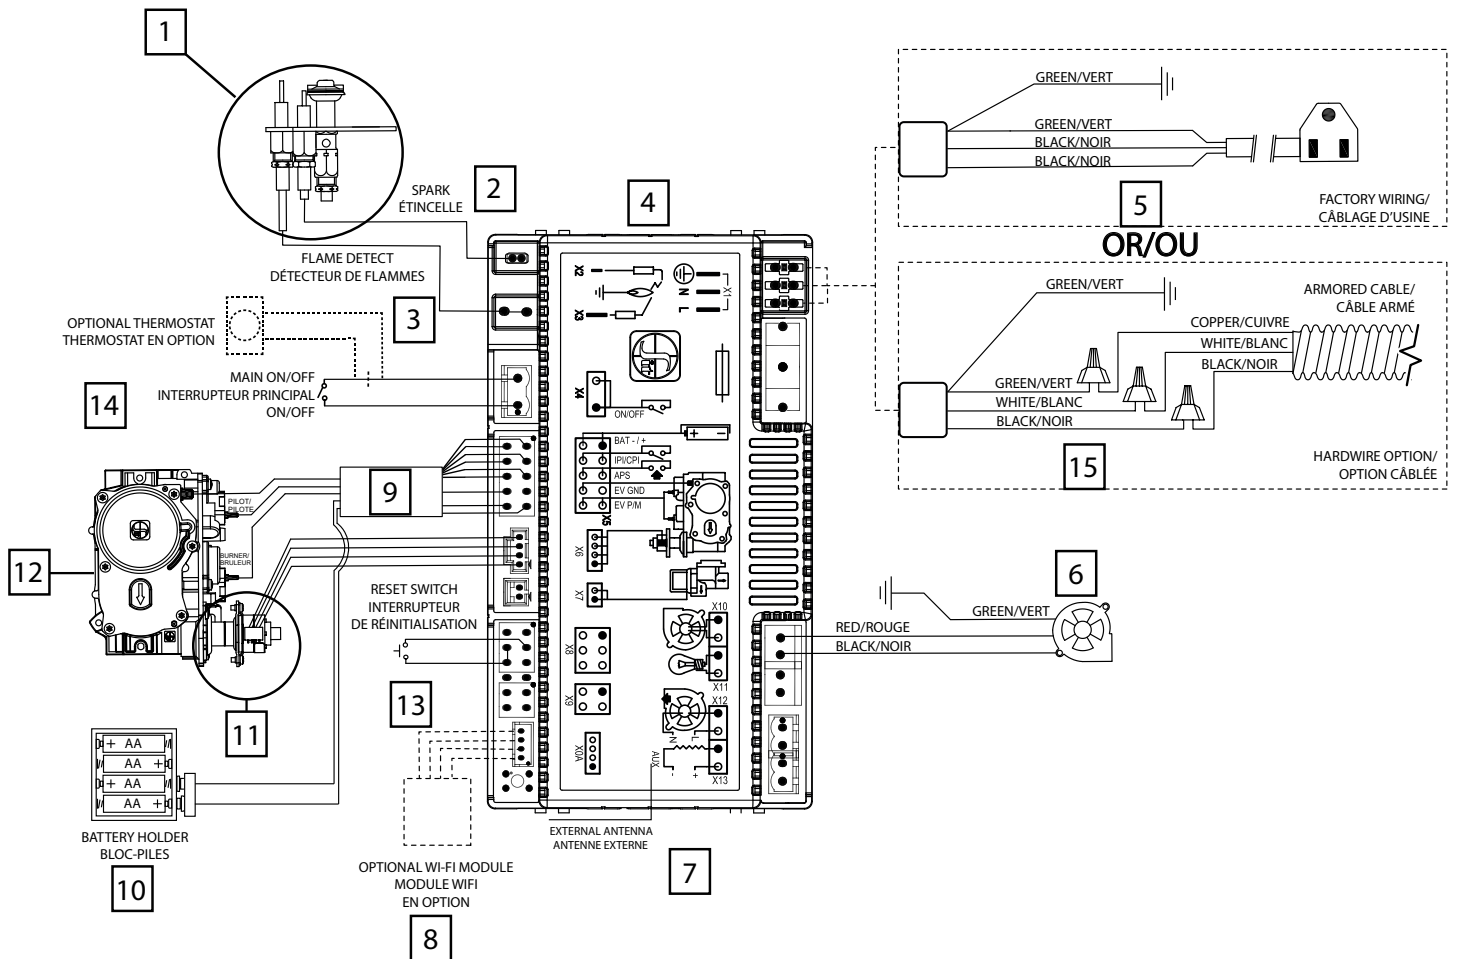 1
GREEN/VERT
GREEN/VERT
BLACK/NOIR
BLACK/NOIR
5
FACTORY WIRING/
CÂBLAGE D'USINE
OR/OU
2
SPARK
ÉTINCELLE
4
FLAME DETECT
DÉTECTEUR DE FLAMMES
3
OPTIONAL THERMOSTAT
THERMOSTAT EN OPTION
MAIN ON/OFF
INTERRUPTEUR PRINCIPAL
ON/OFF
14
GREEN/VERT
ARMORED CABLE/
CÂBLE ARMÉ
COPPER/CUIVRE
WHITE/BLANC
BLACK/NOIR
GREEN/VERT
WHITE/BLANC
BLACK/NOIR
15
HARDWIRE OPTION/
OPTION CÂBLÉE
X2
X3
N
L
X1
X4
ON/OFF
BAT - / +
IPI/CPI
APS
EV GND
EV P/M
X5
+ -
X6
X7
X8
X9
X0A
X10
X11
X12
N
L
AUX
- +
X13
9
PILOT/
PILOTE
BURNER/
BRULEUR
12
11
RESET SWITCH
INTERRUPTEUR
DE RÉINITIALISATION
13
6
GREEN/VERT
RED/ROUGE
BLACK/NOIR
+ AA
AA +
+ AA
AA +
BATTERY HOLDER
BLOC-PILES
10
OPTIONAL WI-FI MODULE
MODULE WIFI
EN OPTION
8
EXTERNAL ANTENNA
ANTENNE EXTERNE
7